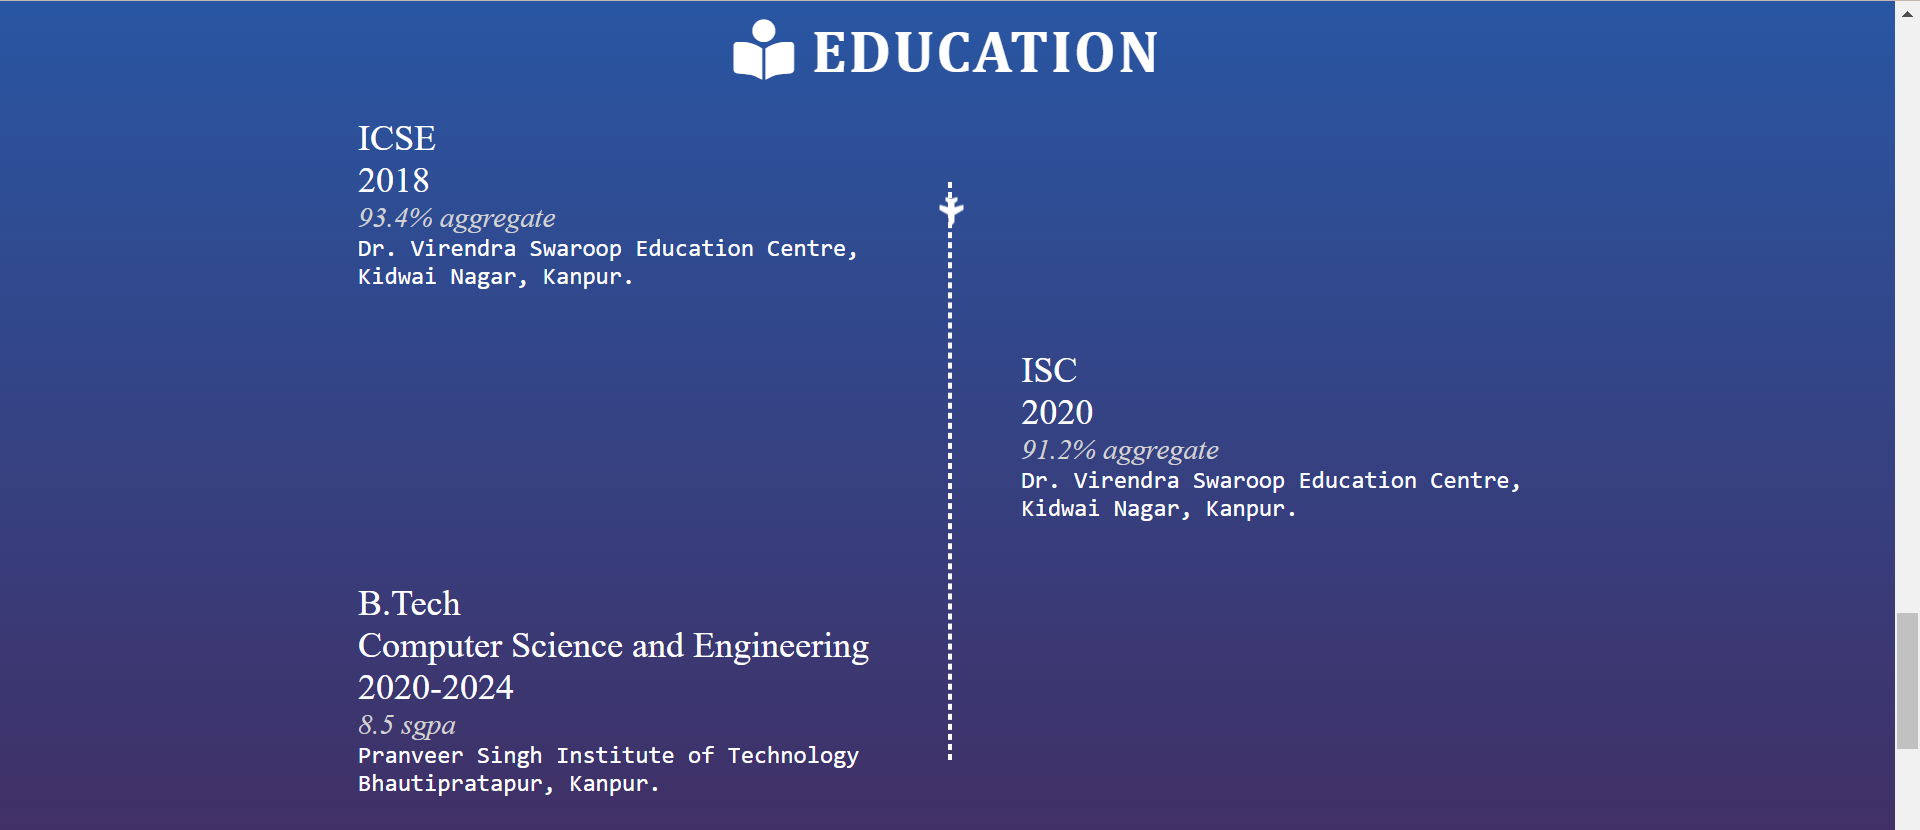 EDUCATION
ICSE
2018
93.4% aggregate
Dr. Virendra Swaroop Education Centre,
Kidwai Nagar, Kanpur.
ISC
2020
91.2% aggregate
Dr. Virendra Swaroop Education Centre,
Kidwai Nagar, Kanpur.
B.Tech
Computer Science and Engineering
2020-2024
8.5 sgpa
Pranveer Singh Institute of Technology
Bhautipratapur, Kanpur.